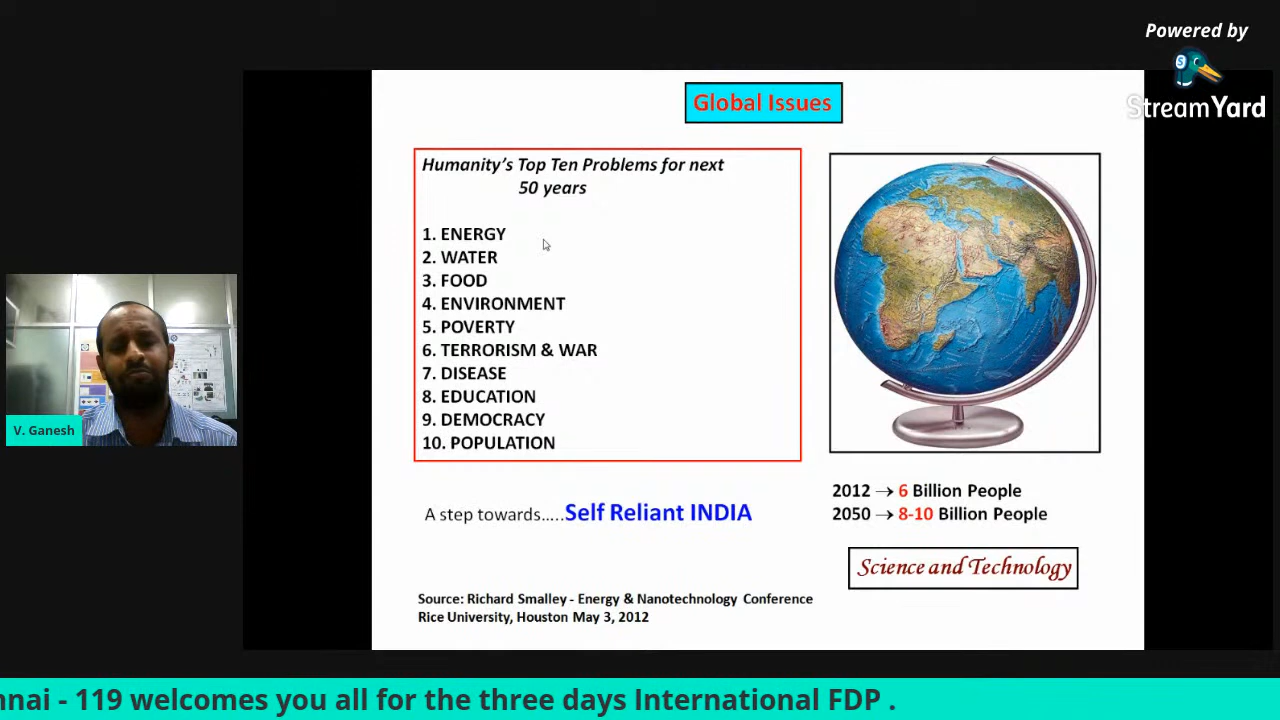 Powered by
StreamYard
Global Issues
Humanity's Top Ten Problems for next
50 years
1. ENERGY
2. WATER
3. FOOD
4. ENVIRONMENT
5. POVERTY
6. TERRORISM & WAR
7. DISEASE
8. EDUCATION
9. DEMOCRACY
10. POPULATION
2012 → 6 Billion People
2050 → 8-10 Billion People
A step towards.....Self Reliant INDIA
Science and Technology
Source: Richard Smalley - Energy & Nanotechnology Conference
Rice University, Houston May 3, 2012
V. Ganesh
nnai - 119 welcomes you all for the three days International FDP .